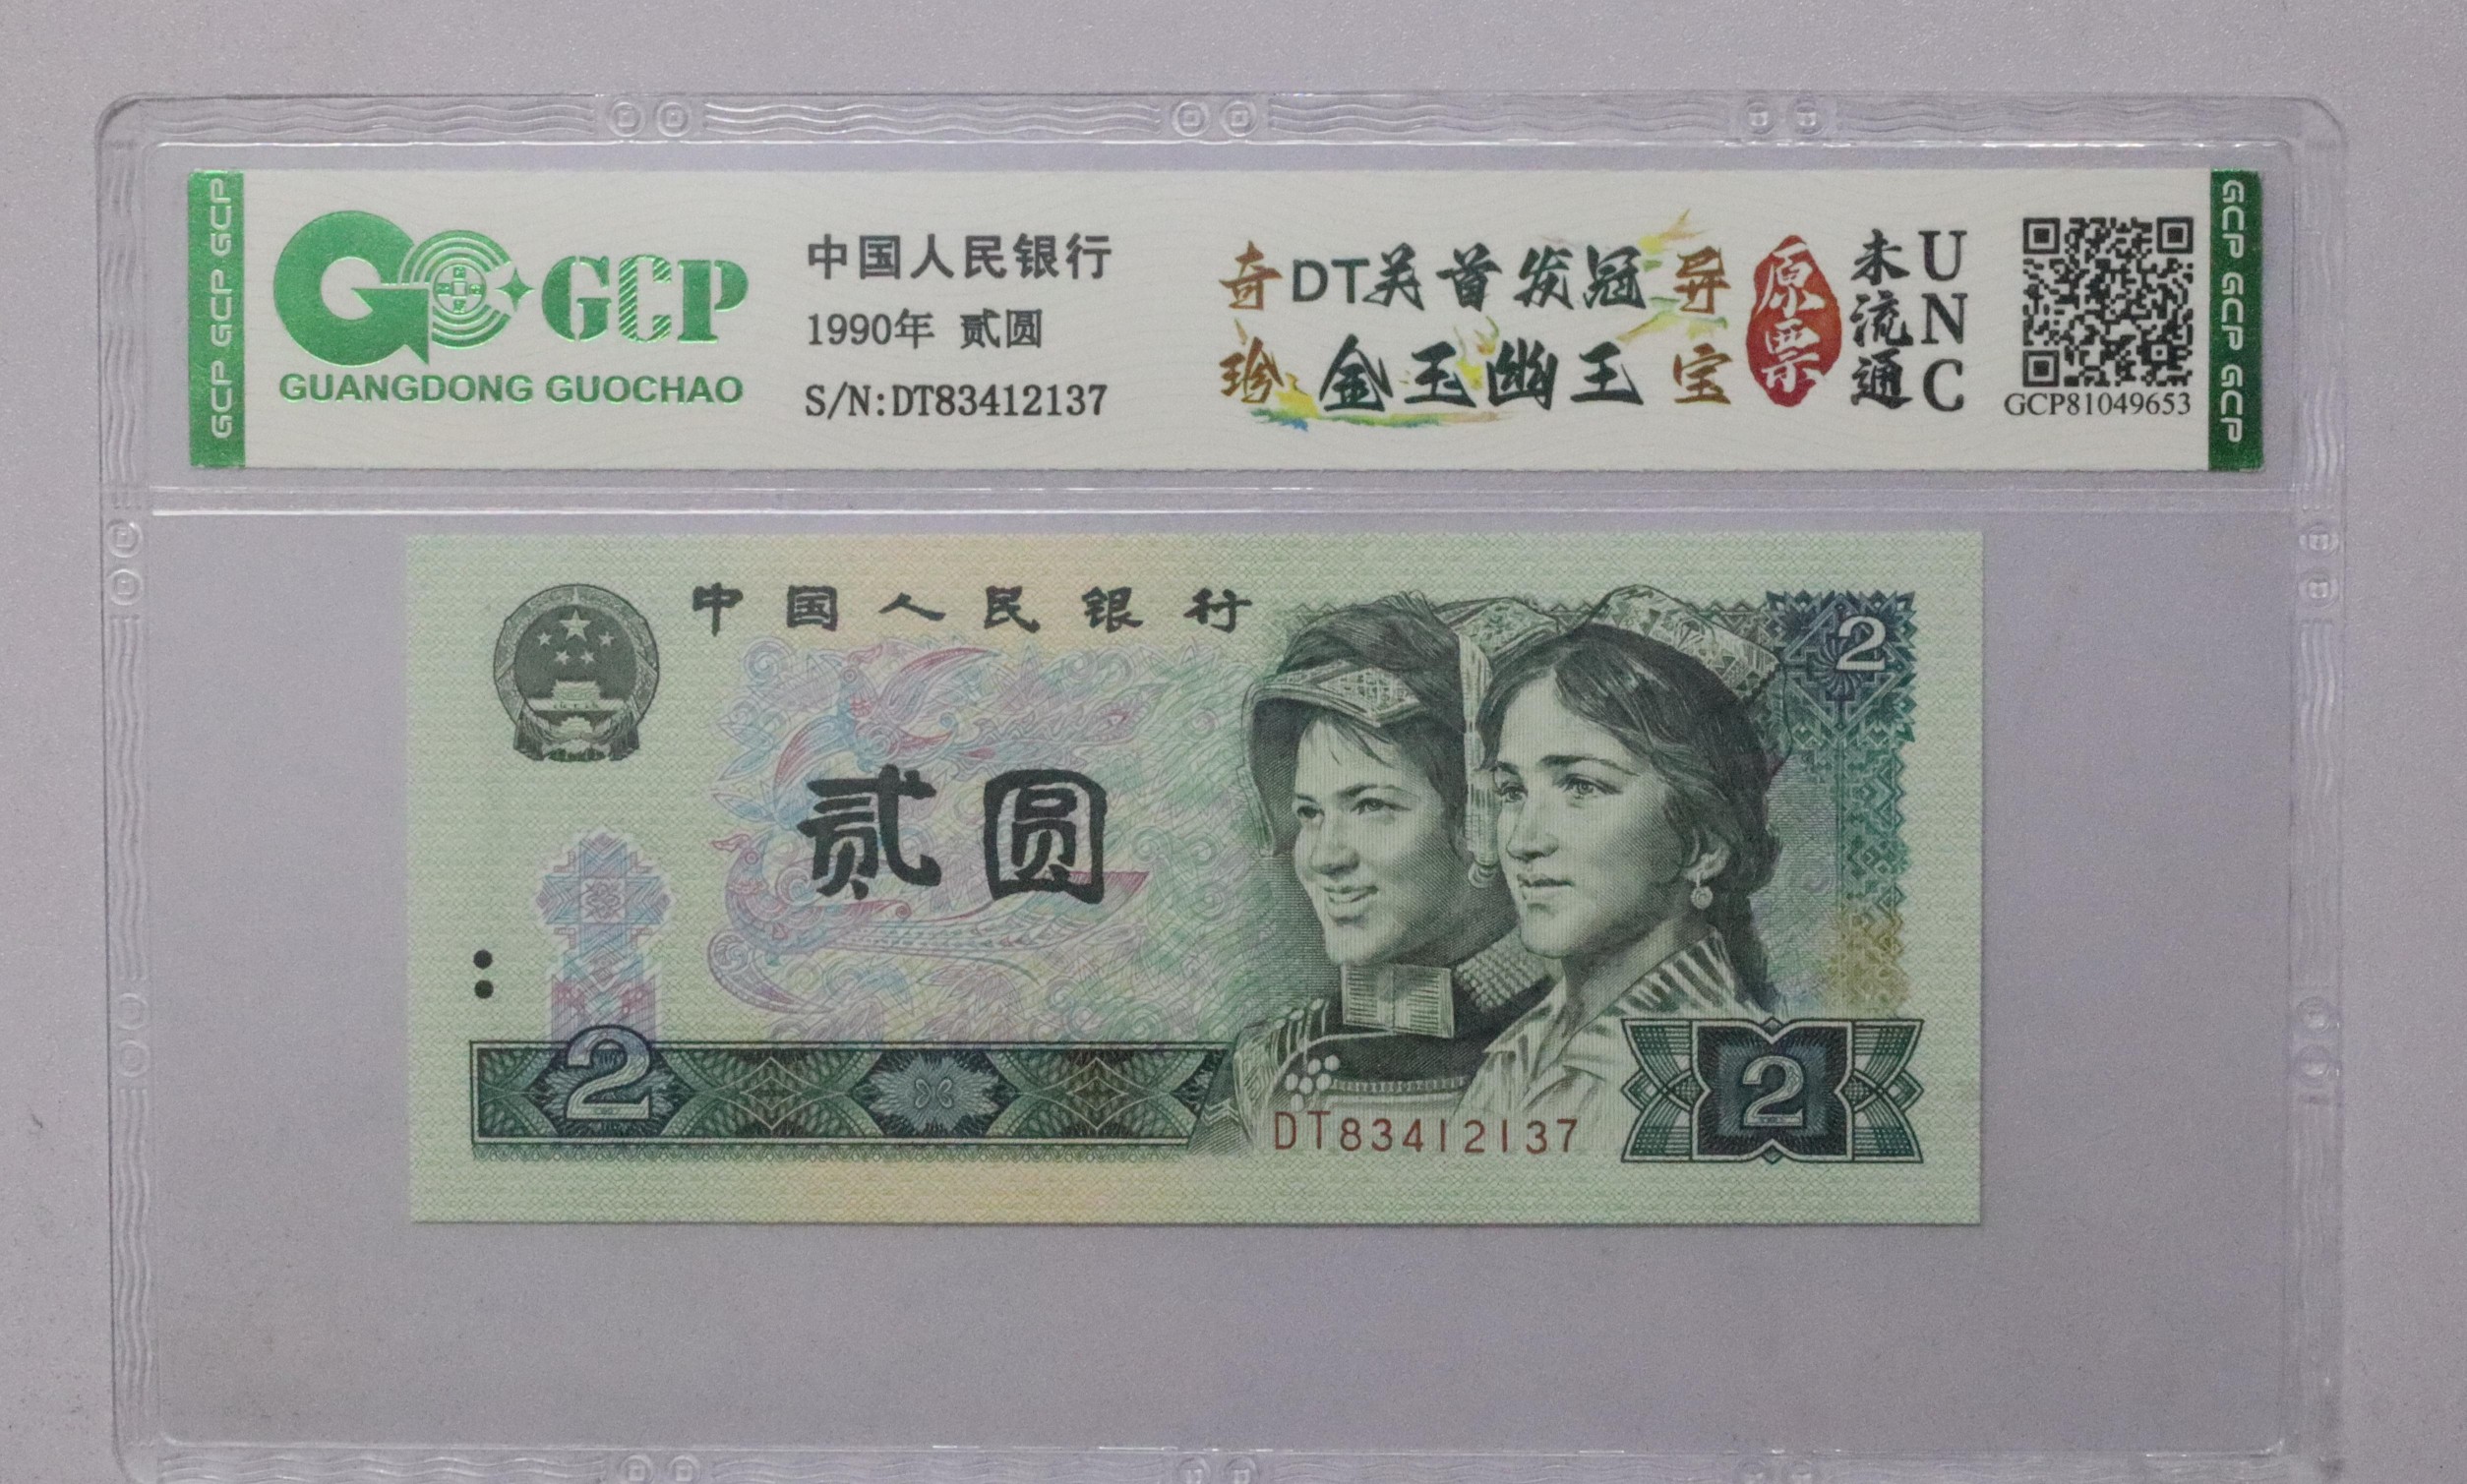 GCP GCP GCP
GCP
GUANGDONG GUOCHAO
中国人民银行
1990年 贰圆
S/N:DT83412137
奇 DT关首发冠 异
珍 金玉幽王 宝
原票
未流通
UNC
GCP81049653
GCP GCP GCP
中国人民银行
2
贰圆
2
DT83412137
2